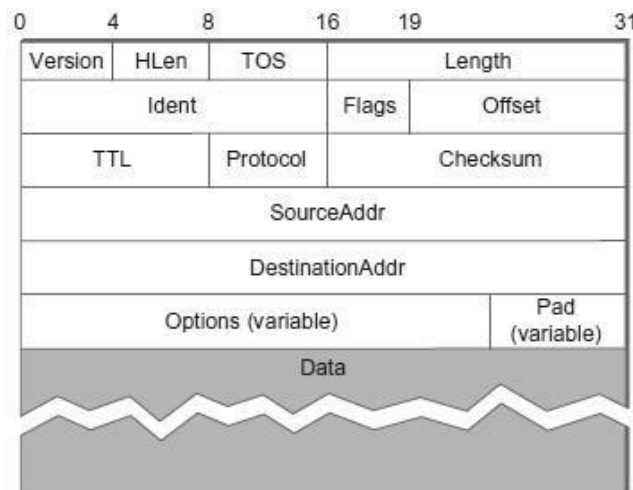 0 4 8 16 19 31
Version HLen TOS Length
Ident Flags Offset
TTL Protocol Checksum
SourceAddr
DestinationAddr
Options (variable) Pad (variable)
Data